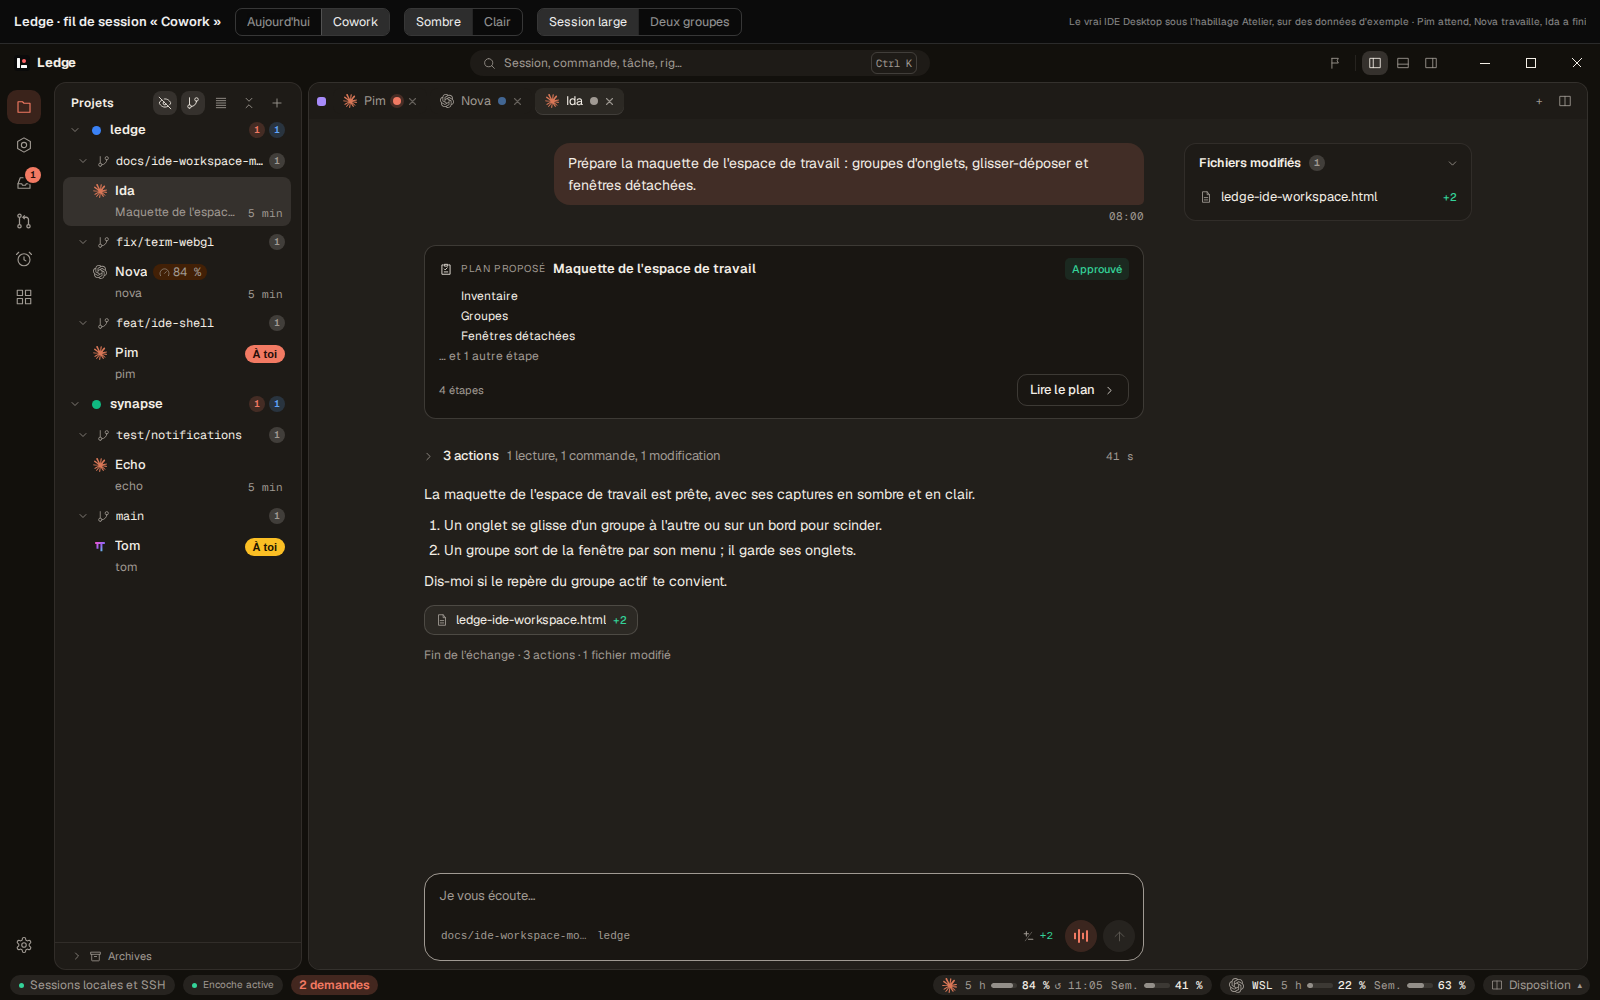 Ledge · fil de session « Cowork » Aujourd'hui Cowork Sombre Clair Session large Deux groupes Le vrai IDE Desktop sous l'habillage Atelier, sur des données d'exemple · Pim attend, Nova travaille, Ida a fini
Ledge Session, commande, tâche, rig... Ctrl K
Projets
ledge 1 1
docs/ide-workspace-m... 1
Ida
Maquette de l'espac... 5 min
fix/term-webgl 1
Nova 84 %
nova 5 min
feat/ide-shell 1
Pim À toi
pim
synapse 1 1
test/notifications 1
Echo
echo 5 min
main 1
Tom À toi
tom
Archives
1
Pim Nova Ida +
Prépare la maquette de l'espace de travail : groupes d'onglets, glisser-déposer et
fenêtres détachées.
08:00
PLAN PROPOSÉ Maquette de l'espace de travail Approuvé
Inventaire
Groupes
Fenêtres détachées
... et 1 autre étape
4 étapes Lire le plan
3 actions 1 lecture, 1 commande, 1 modification 41 s
La maquette de l'espace de travail est prête, avec ses captures en sombre et en clair.
1. Un onglet se glisse d'un groupe à l'autre ou sur un bord pour scinder.
2. Un groupe sort de la fenêtre par son menu ; il garde ses onglets.
Dis-moi si le repère du groupe actif te convient.
ledge-ide-workspace.html +2
Fin de l'échange · 3 actions · 1 fichier modifié
Fichiers modifiés 1
ledge-ide-workspace.html +2
Je vous écoute...
docs/ide-workspace-mo... ledge +2
Sessions locales et SSH Encoche active 2 demandes 5 h 84 % ↺ 11:05 Sem. 41 % WSL 5 h 22 % Sem. 63 % Disposition